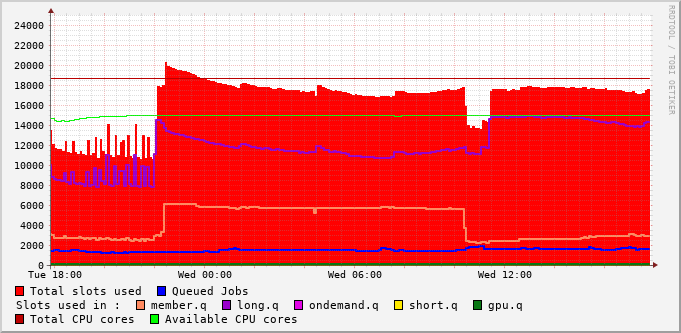 24000
22000
20000
18000
16000
14000
12000
10000
8000
6000
4000
2000
0
Tue 18:00 Wed 00:00 Wed 06:00 Wed 12:00
Total slots used Queued Jobs
Slots used in : member.q long.q ondemand.q short.q gpu.q
Total CPU cores Available CPU cores
RRDTOOL / TOBI OETIKER